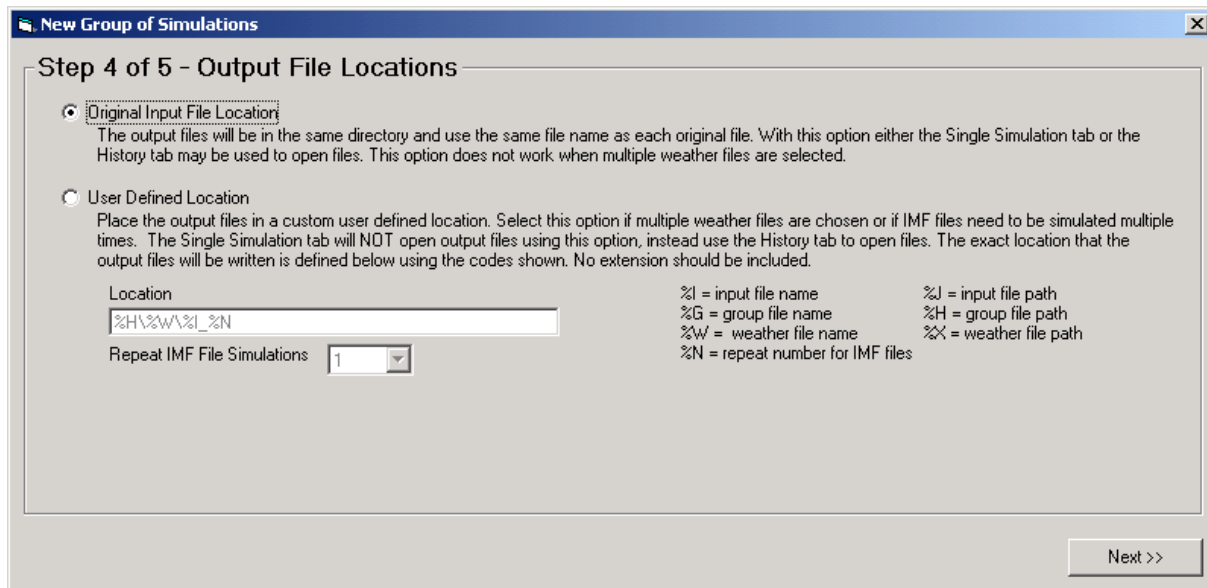 New Group of Simulations
Step 4 of 5 - Output File Locations
Original Input File Location
The output files will be in the same directory and use the same file name as each original file. With this option either the Single Simulation tab or the
History tab may be used to open files. This option does not work when multiple weather files are selected.
User Defined Location
Place the output files in a custom user defined location. Select this option if multiple weather files are chosen or if IMF files need to be simulated multiple
times.  The Single Simulation tab will NOT open output files using this option, instead use the History tab to open files. The exact location that the
output files will be written is defined below using the codes shown. No extension should be included.
Location
%H\%W\%I_%N
Repeat IMF File Simulations
1
%I = input file name
%G = group file name
%W =  weather file name
%N = repeat number for IMF files
%J = input file path
%H = group file path
%X = weather file path
Next >>